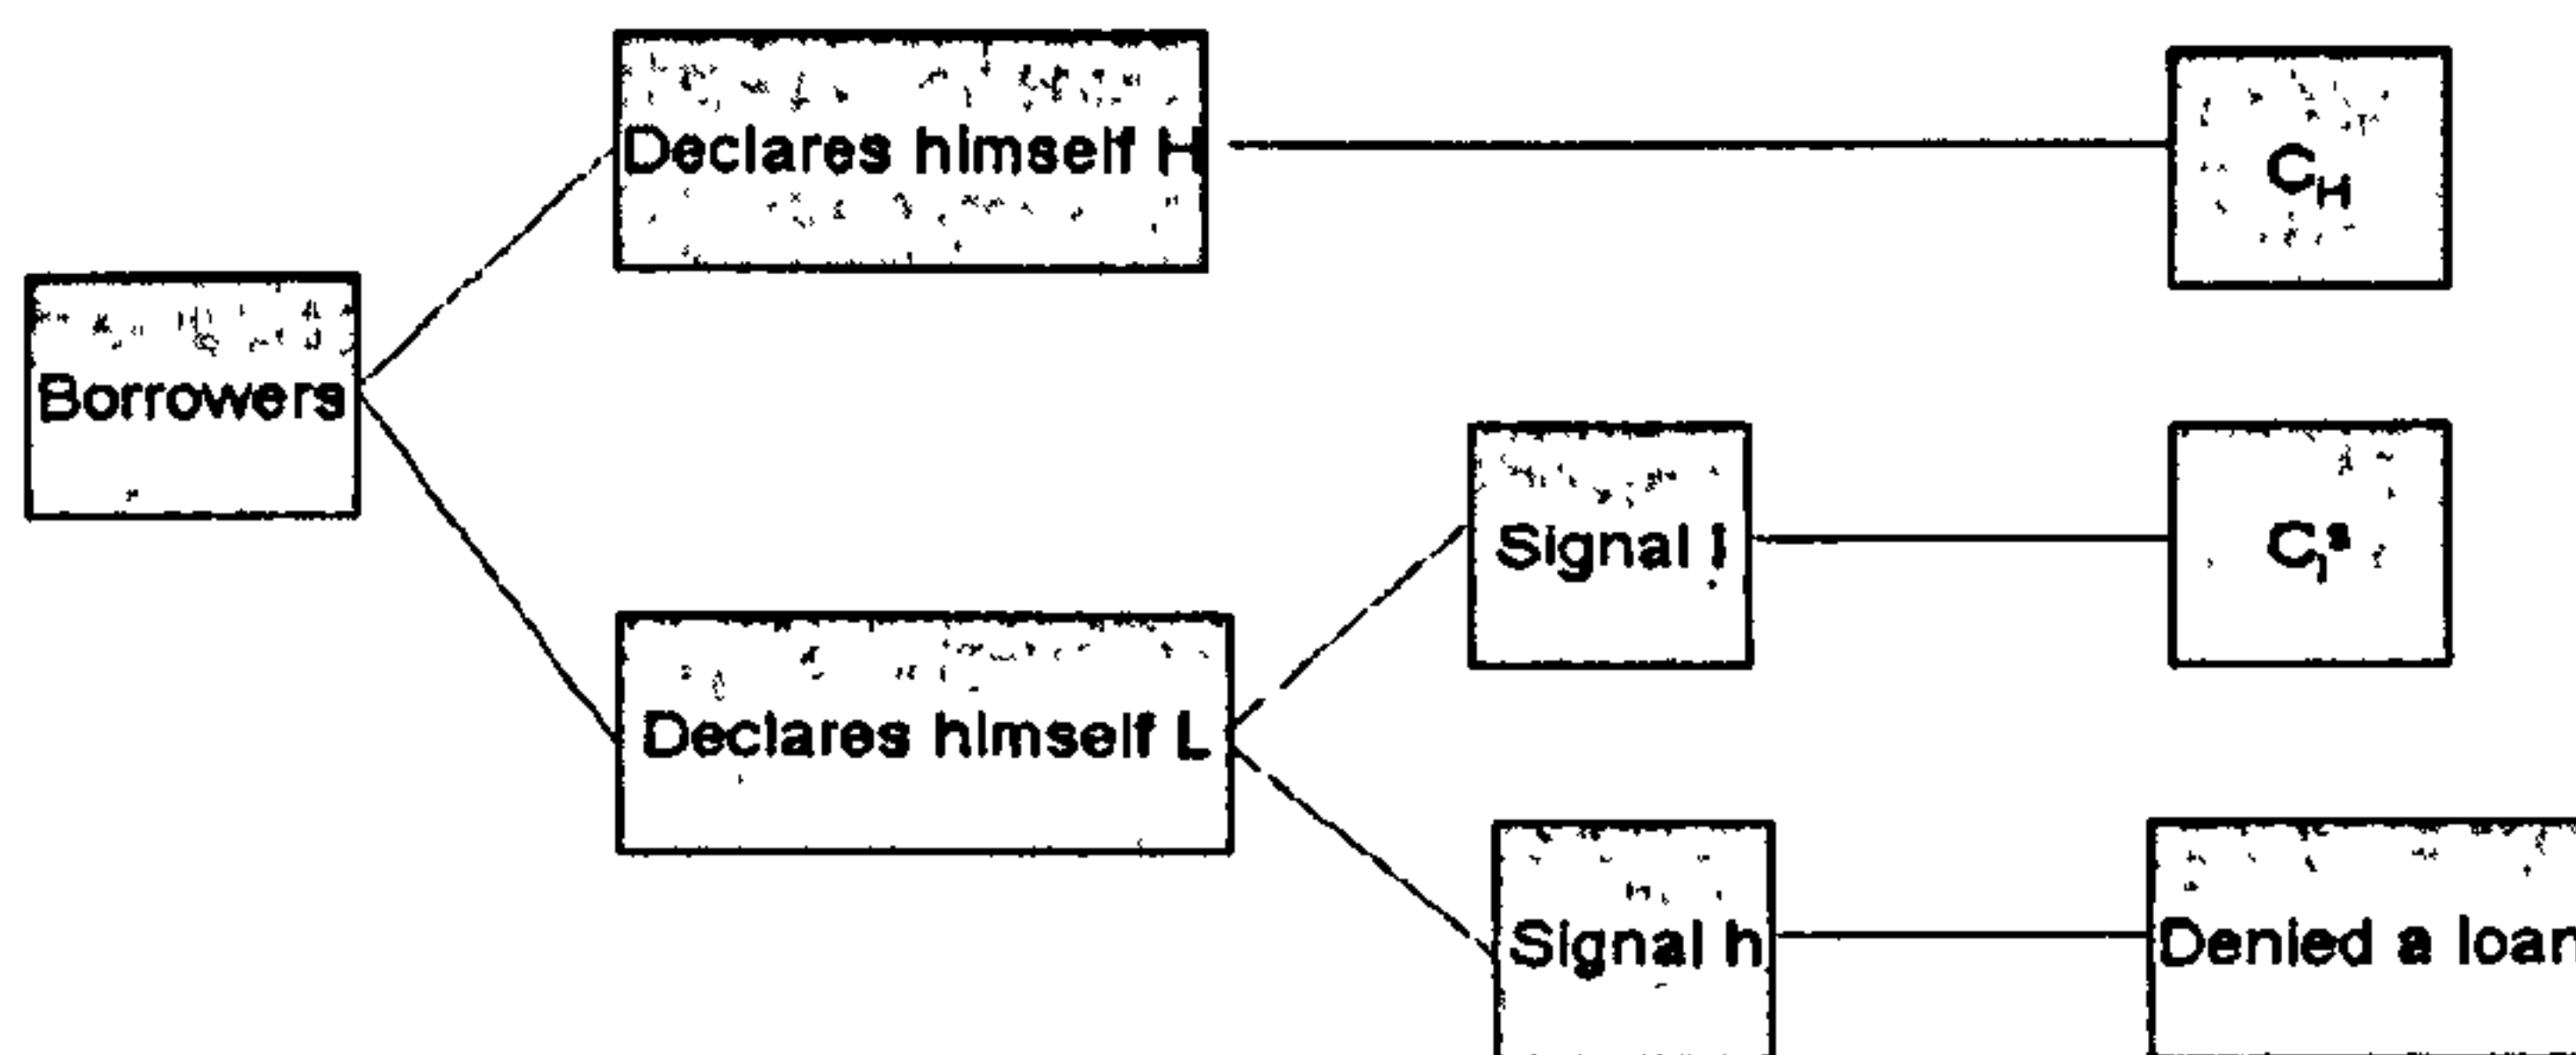 Declares himself H
C_H
Borrowers
Signal l
C_l^s
Declares himself L
Signal h
Denied a loan